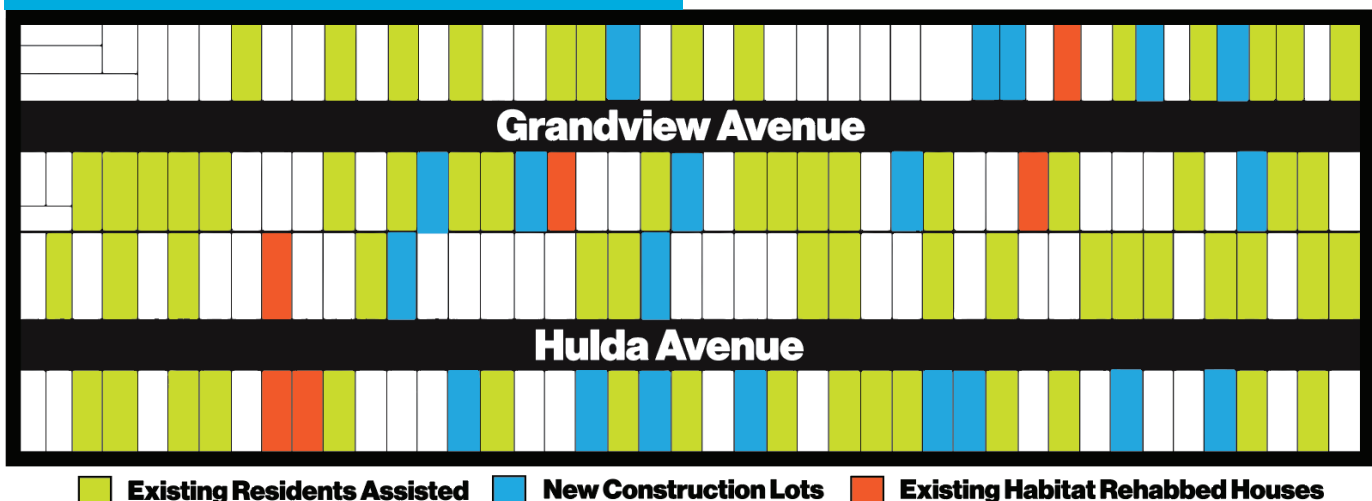 Grandview Avenue
Hulda Avenue
Existing Residents Assisted
New Construction Lots
Existing Habitat Rehabbed Houses